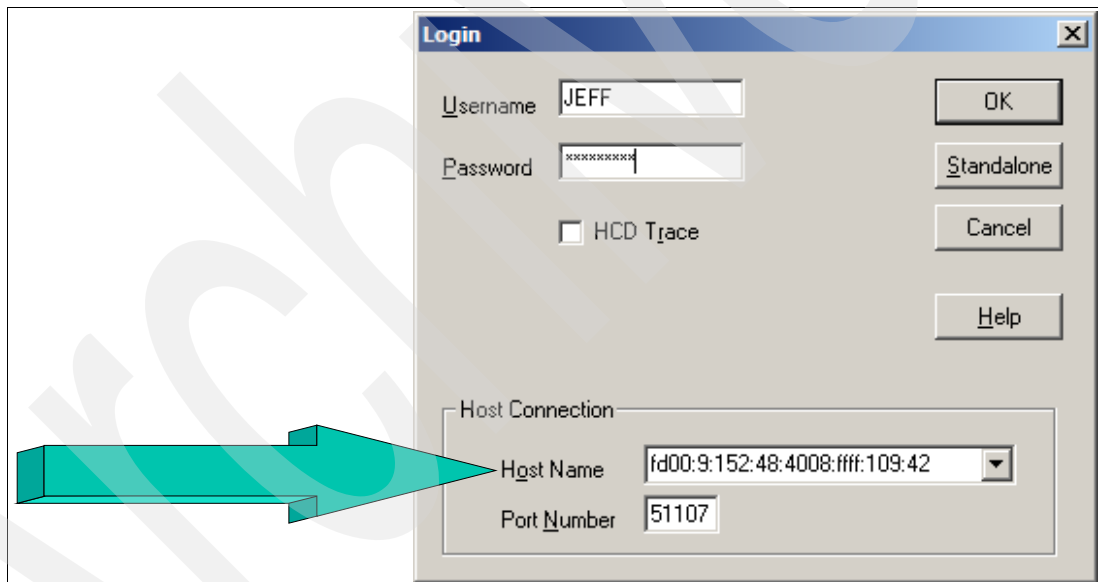 Login
Username JEFF OK
Password ********* Standalone
HCD Trace Cancel
Help
Host Connection
Host Name fd00:9:152:48:4008:ffff:109:42
Port Number 51107